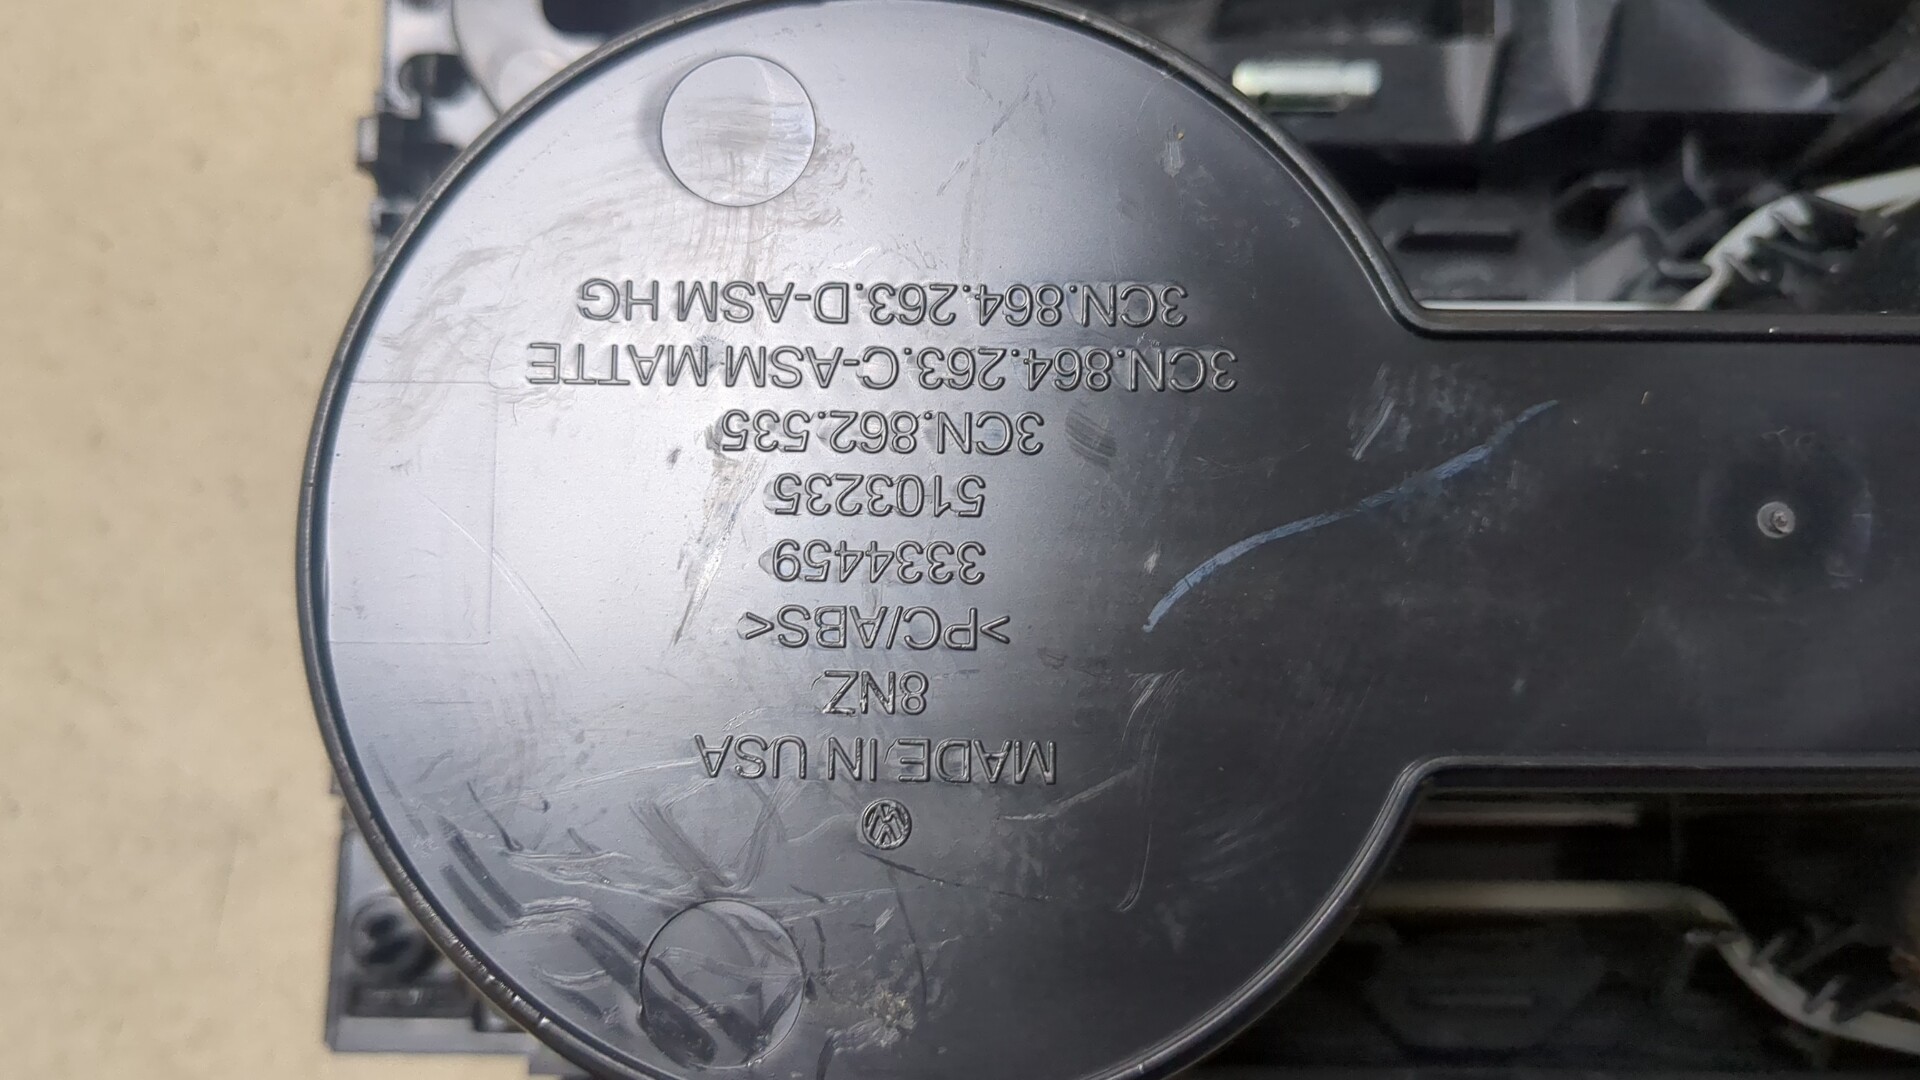 MADE IN USA
8NZ
>PC/ABS<
3334459
5103235
3CN.862.535
3CN.864.263.C-ASM MATTE
3CN.864.263.D-ASM HG